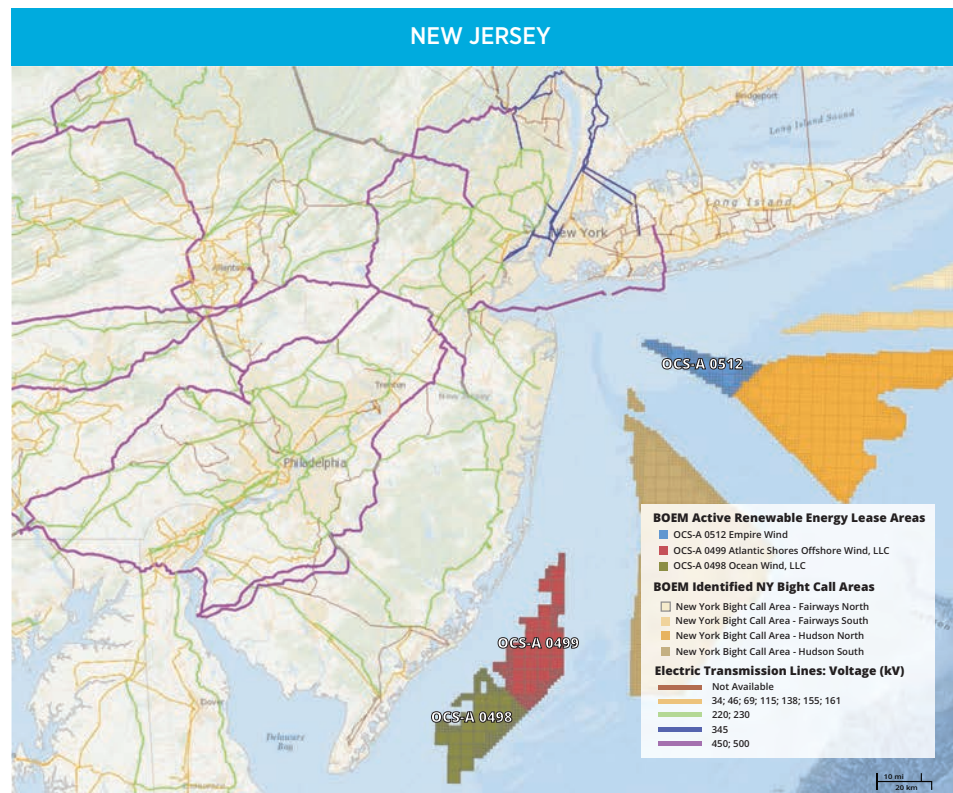 NEW JERSEY
Bridgeport
Long Island Sound
Long Island
New York
Allentown
OCS-A 0512
Trenton
New Jersey
Philadelphia
BOEM Active Renewable Energy Lease Areas
OCS-A 0512 Empire Wind
OCS-A 0499 Atlantic Shores Offshore Wind, LLC
OCS-A 0498 Ocean Wind, LLC
BOEM Identified NY Bight Call Areas
New York Bight Call Area - Fairways North
New York Bight Call Area - Fairways South
New York Bight Call Area - Hudson North
New York Bight Call Area - Hudson South
Electric Transmission Lines: Voltage (kV)
Not Available
34; 46; 69; 115; 138; 155; 161
220; 230
345
450; 500
OCS-A 0499
OCS-A 0498
Dover
Delaware
Bay
10 mi
20 km